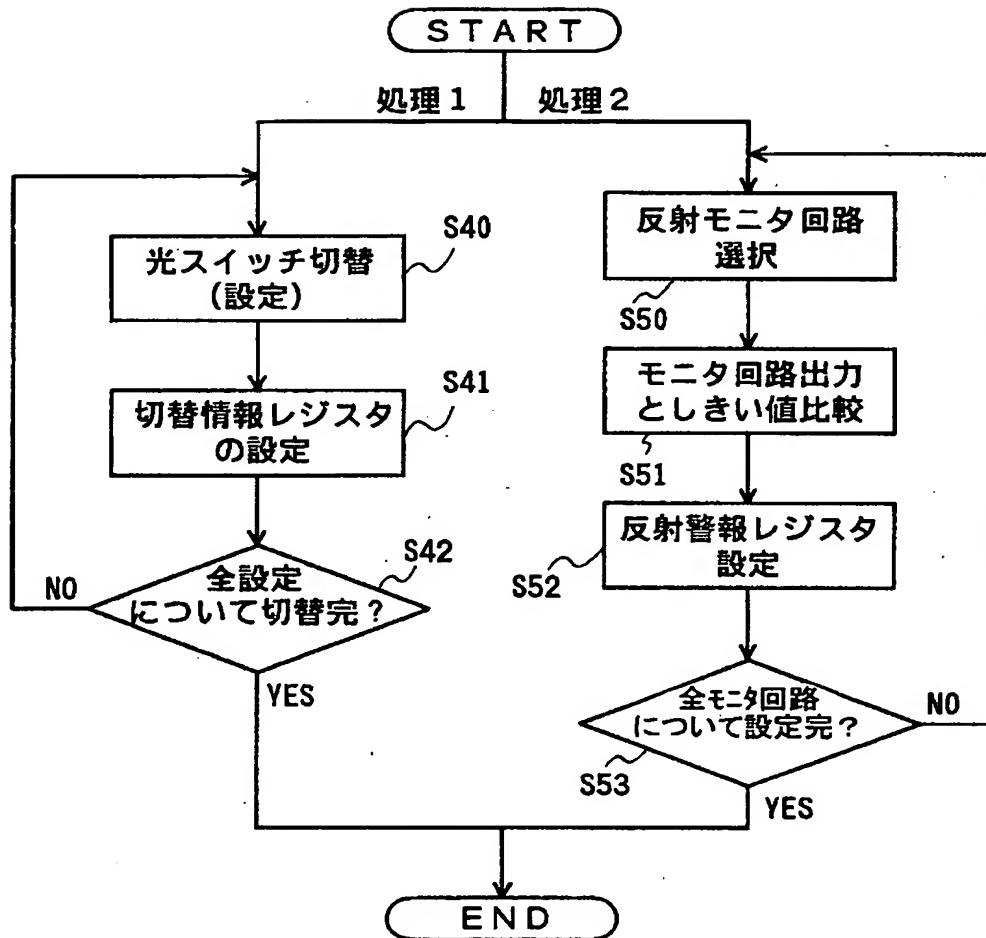 START
処理1
処理2
光スイッチ切替
(設定)
S40
切替情報レジスタ
の設定
S41
全設定
について切替完?
S42
NO
YES
反射モニタ回路
選択
S50
モニタ回路出力
としきい値比較
S51
反射警報レジスタ
設定
S52
全モニタ回路
について設定完?
S53
NO
YES
END